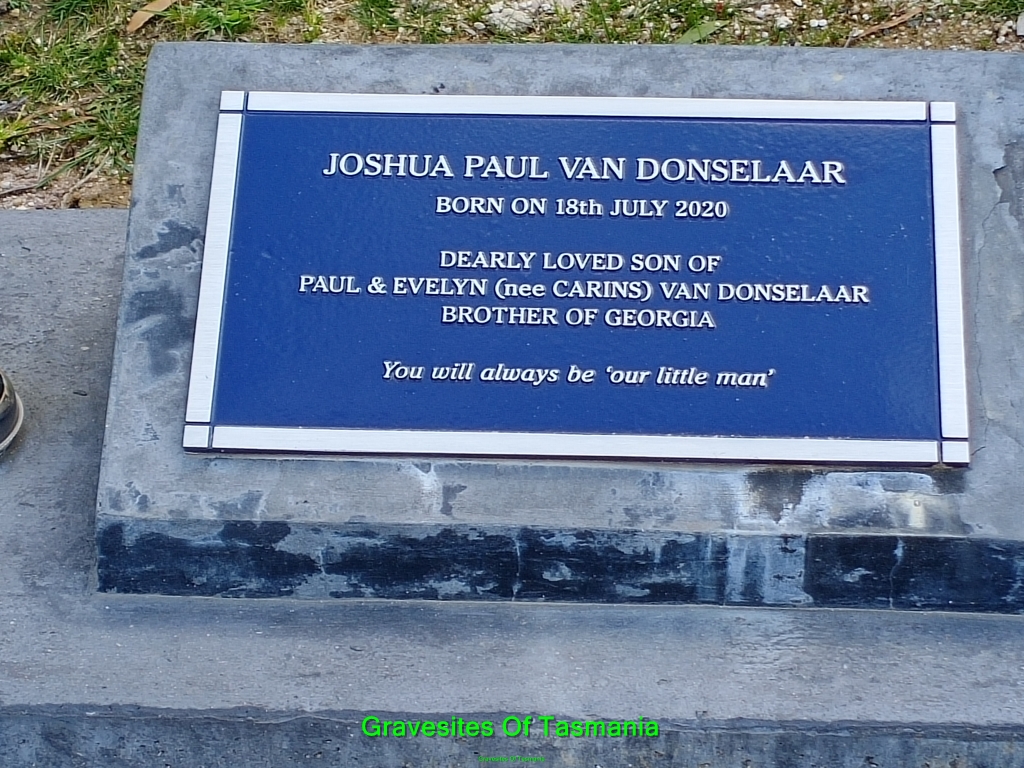 JOSHUA PAUL VAN DONSELAAR
BORN ON 18th JULY 2020
DEARLY LOVED SON OF
PAUL & EVELYN (nee CARINS) VAN DONSELAAR
BROTHER OF GEORGIA
You will always be ‘our little man’
Gravesites Of Tasmania